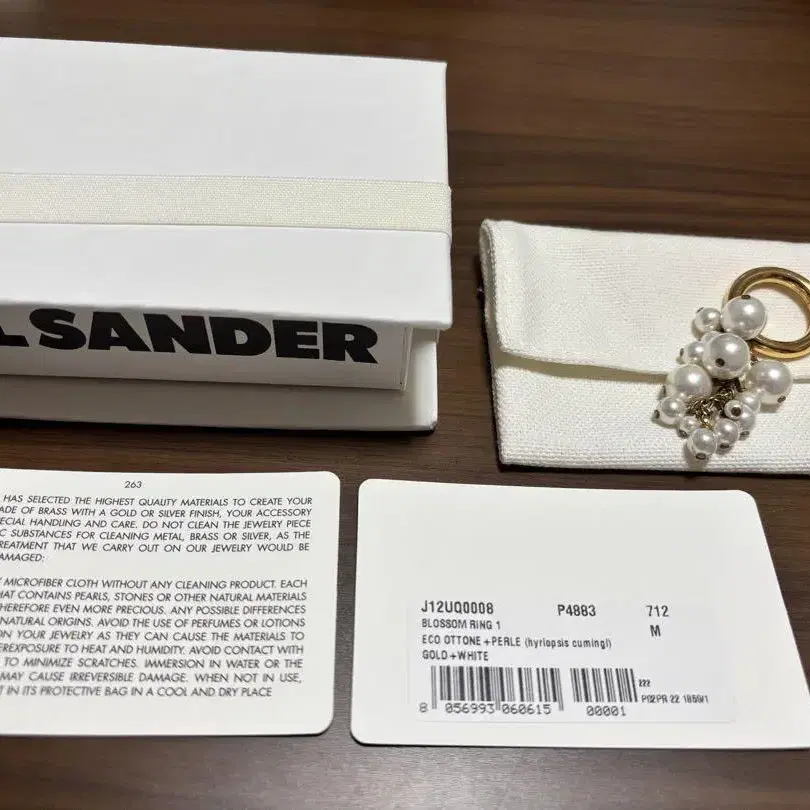 L SANDER
263
HAS SELECTED THE HIGHEST QUALITY MATERIALS TO CREATE YOUR
ADE OF BRASS WITH A GOLD OR SILVER FINISH, YOUR ACCESSORY
ECIAL HANDLING AND CARE. DO NOT CLEAN THE JEWELRY PIECE
C SUBSTANCES FOR CLEANING METAL, BRASS OR SILVER, AS THE
REATMENT THAT WE CARRY OUT ON OUR JEWELRY WOULD BE
AMAGED:
Y MICROFIBER CLOTH WITHOUT ANY CLEANING PRODUCT. EACH
HAT CONTAINS PEARLS, STONES OR OTHER NATURAL MATERIALS
HEREFORE EVEN MORE PRECIOUS. ANY POSSIBLE DIFFERENCES
NATURAL ORIGINS. AVOID THE USE OF PERFUMES OR LOTIONS
ON YOUR JEWELRY AS THEY CAN CAUSE THE MATERIALS TO
EREXPOSURE TO HEAT AND HUMIDITY. AVOID CONTACT WITH
TO MINIMIZE SCRATCHES. IMMERSION IN WATER OR THE
MAY CAUSE IRREVERSIBLE DAMAGE. WHEN NOT IN USE,
T IN ITS PROTECTIVE BAG IN A COOL AND DRY PLACE
J12UQ0008 P4883 712
BLOSSOM RING 1 M
ECO OTTONE+PERLE (hyriopsis cumingi)
GOLD+WHITE
222
P02PR 22 1859/1
8 056993 060615 00001